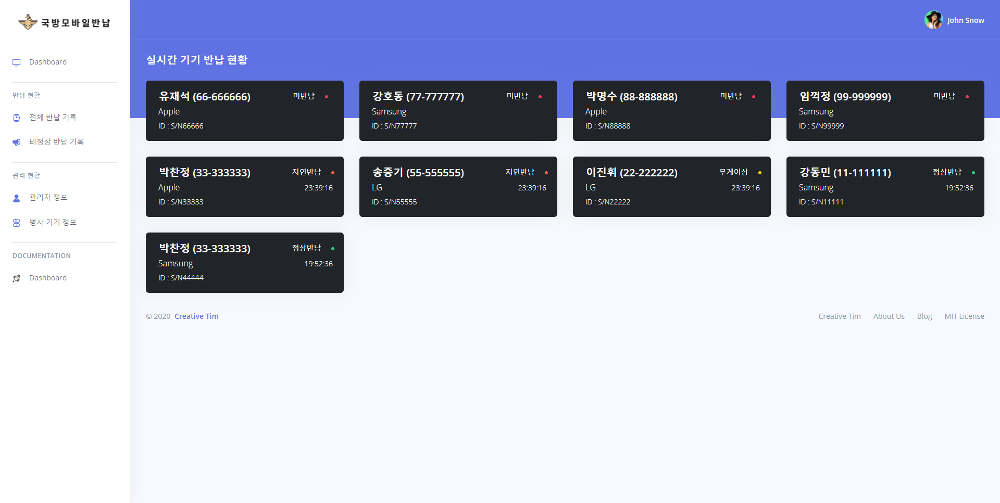 국방모바일반납
John Snow
Dashboard
반납 현황
전체 반납 기록
비정상 반납 기록
관리 현황
관리자 정보
병사 기기 정보
DOCUMENTATION
Dashboard
실시간 기기 반납 현황
유재석 (66-666666) 미반납
Apple
ID : S/N66666
강호동 (77-777777) 미반납
Samsung
ID : S/N77777
박명수 (88-888888) 미반납
Apple
ID : S/N88888
임꺽정 (99-999999) 미반납
Samsung
ID : S/N99999
박찬정 (33-333333) 지연반납
Apple 23:39:16
ID : S/N33333
송중기 (55-555555) 지연반납
LG 23:39:16
ID : S/N55555
이진휘 (22-222222) 무게이상
LG 23:39:16
ID : S/N22222
강동민 (11-111111) 정상반납
Samsung 19:52:36
ID : S/N11111
박찬정 (33-333333) 정상반납
Samsung 19:52:36
ID : S/N44444
© 2020 Creative Tim
Creative Tim About Us Blog MIT License